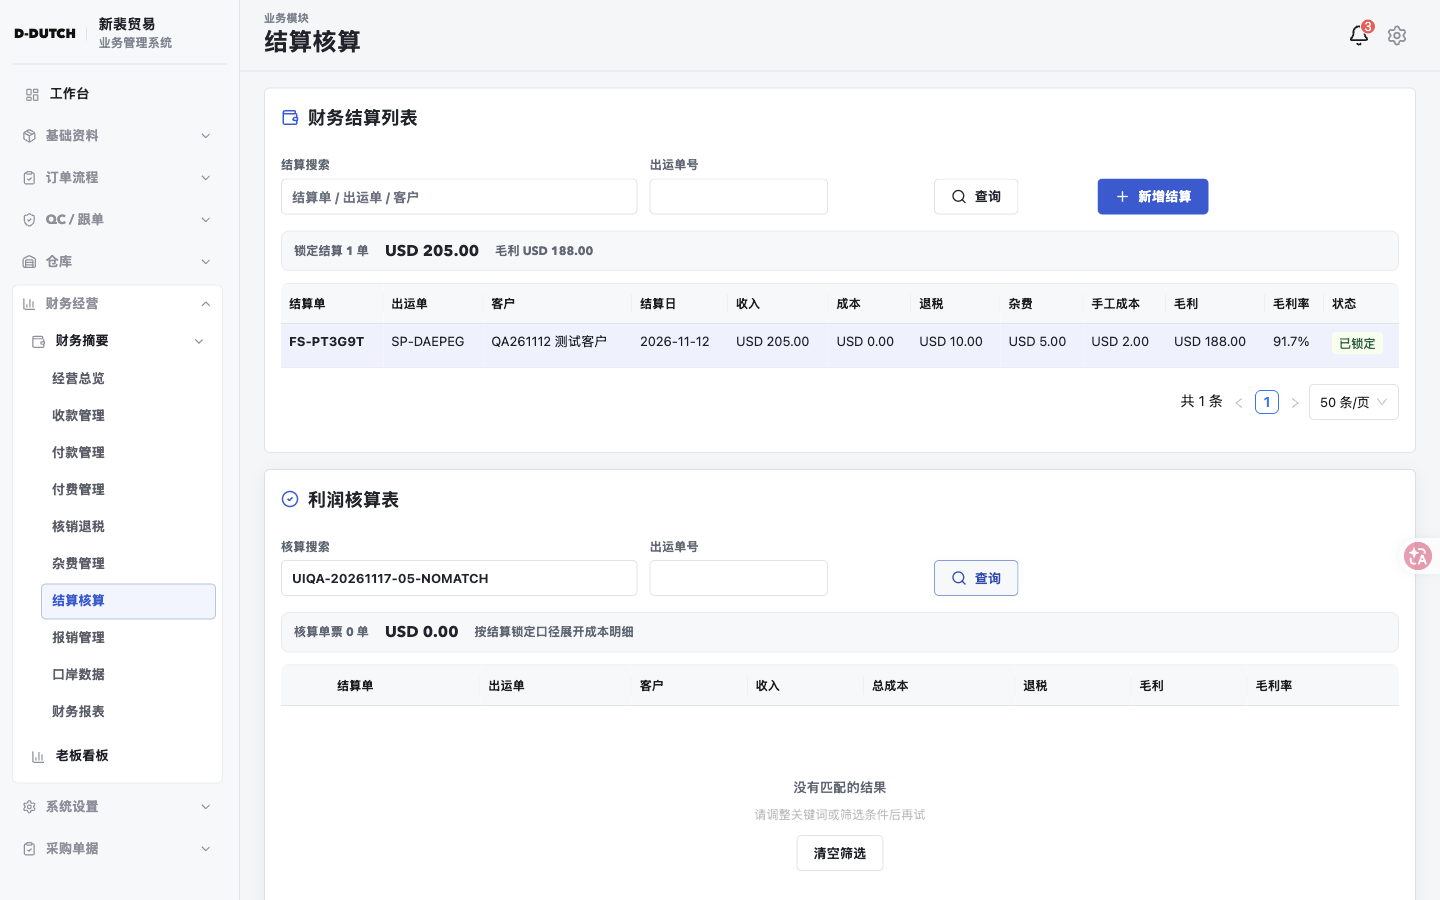 D-DUTCH
新裴贸易
业务管理系统
工作台
基础资料
订单流程
QC / 跟单
仓库
财务经营
财务摘要
经营总览
收款管理
付款管理
付费管理
核销退税
杂费管理
结算核算
报销管理
口岸数据
财务报表
老板看板
系统设置
采购单据
业务模块
结算核算
3
财务结算列表
结算搜索
出运单号
结算单 / 出运单 / 客户
查询
新增结算
锁定结算 1 单 USD 205.00 毛利 USD 188.00
结算单 出运单 客户 结算日 收入 成本 退税 杂费 手工成本 毛利 毛利率 状态
FS-PT3G9T SP-DAEPEG QA261112 测试客户 2026-11-12 USD 205.00 USD 0.00 USD 10.00 USD 5.00 USD 2.00 USD 188.00 91.7% 已锁定
共 1 条 1 50 条/页
利润核算表
核算搜索
出运单号
UIQA-20261117-05-NOMATCH
查询
核算单票 0 单 USD 0.00 按结算锁定口径展开成本明细
结算单 出运单 客户 收入 总成本 退税 毛利 毛利率
没有匹配的结果
请调整关键词或筛选条件后再试
清空筛选